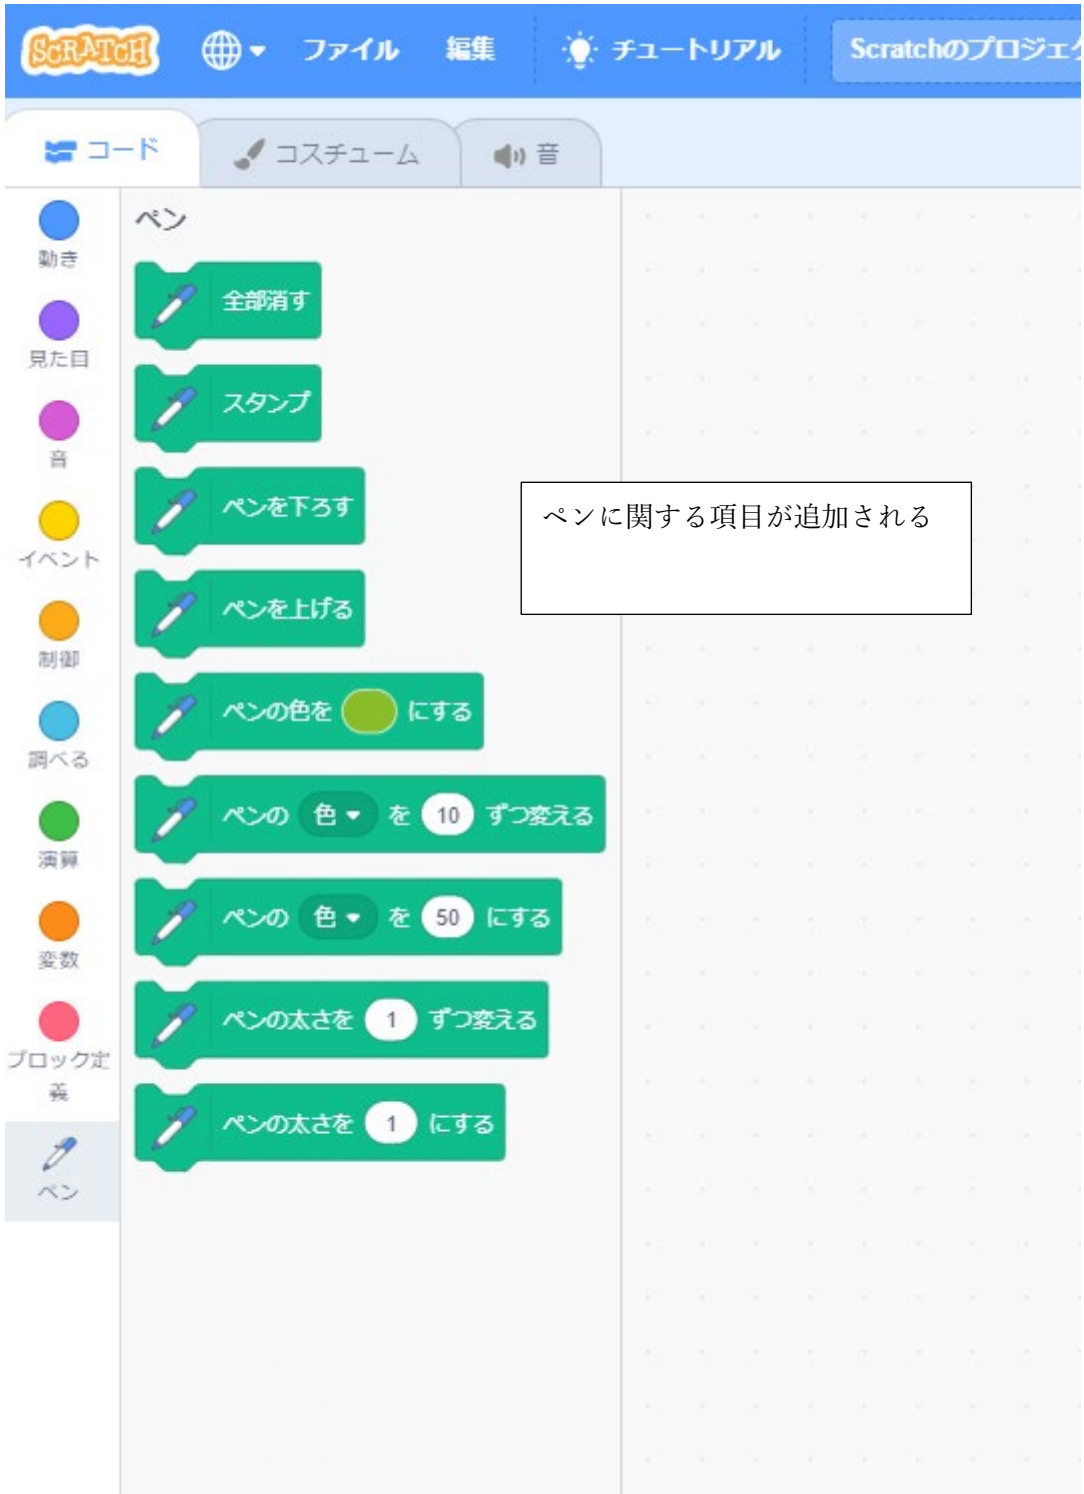 SCRATCH ファイル 編集 チュートリアル Scratchのプロジェク
コード コスチューム 音
動き
見た目
音
イベント
制御
調べる
演算
変数
ブロック定
義
ペン
ペン
全部消す
スタンプ
ペンを下ろす
ペンを上げる
ペンの色を にする
ペンの 色 を 10 ずつ変える
ペンの 色 を 50 にする
ペンの太さを 1 ずつ変える
ペンの太さを 1 にする
ペンに関する項目が追加される